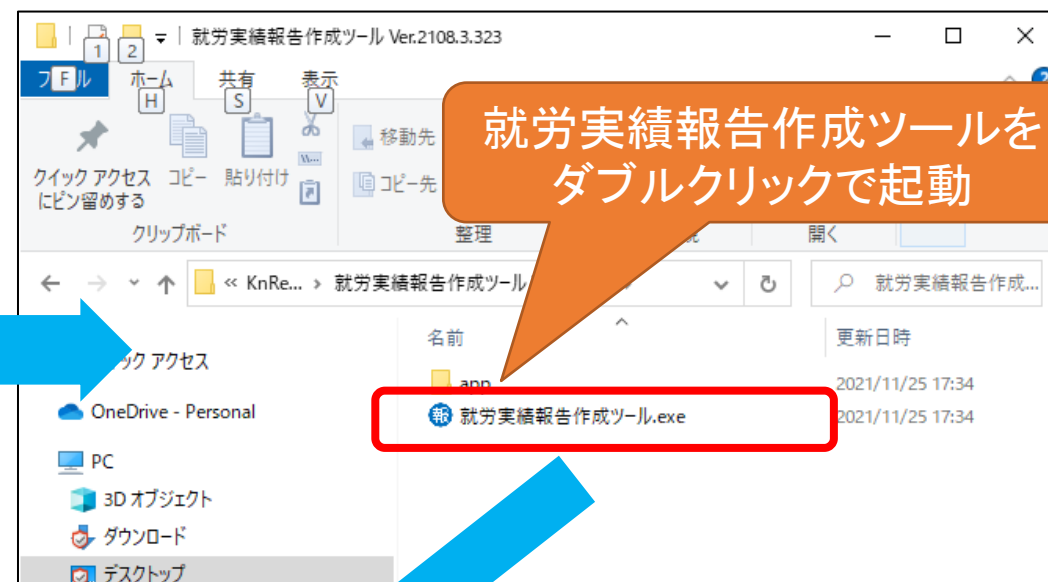 就労実績報告作成ツール Ver.2108.3.323
1 2
F ル ホーム 共有 表示
H S V
就労実績報告作成ツールを
ダブルクリックで起動
クイック アクセス
にピン留めする
コピー
貼り付け
移動先
コピー先
クリップボード
整理
開く
« KnRe... › 就労実績報告作成ツール
就労実績報告作成...
名前
更新日時
アクセス
app
2021/11/25 17:34
OneDrive - Personal
報 就労実績報告作成ツール.exe
2021/11/25 17:34
PC
3D オブジェクト
ダウンロード
デスクトップ